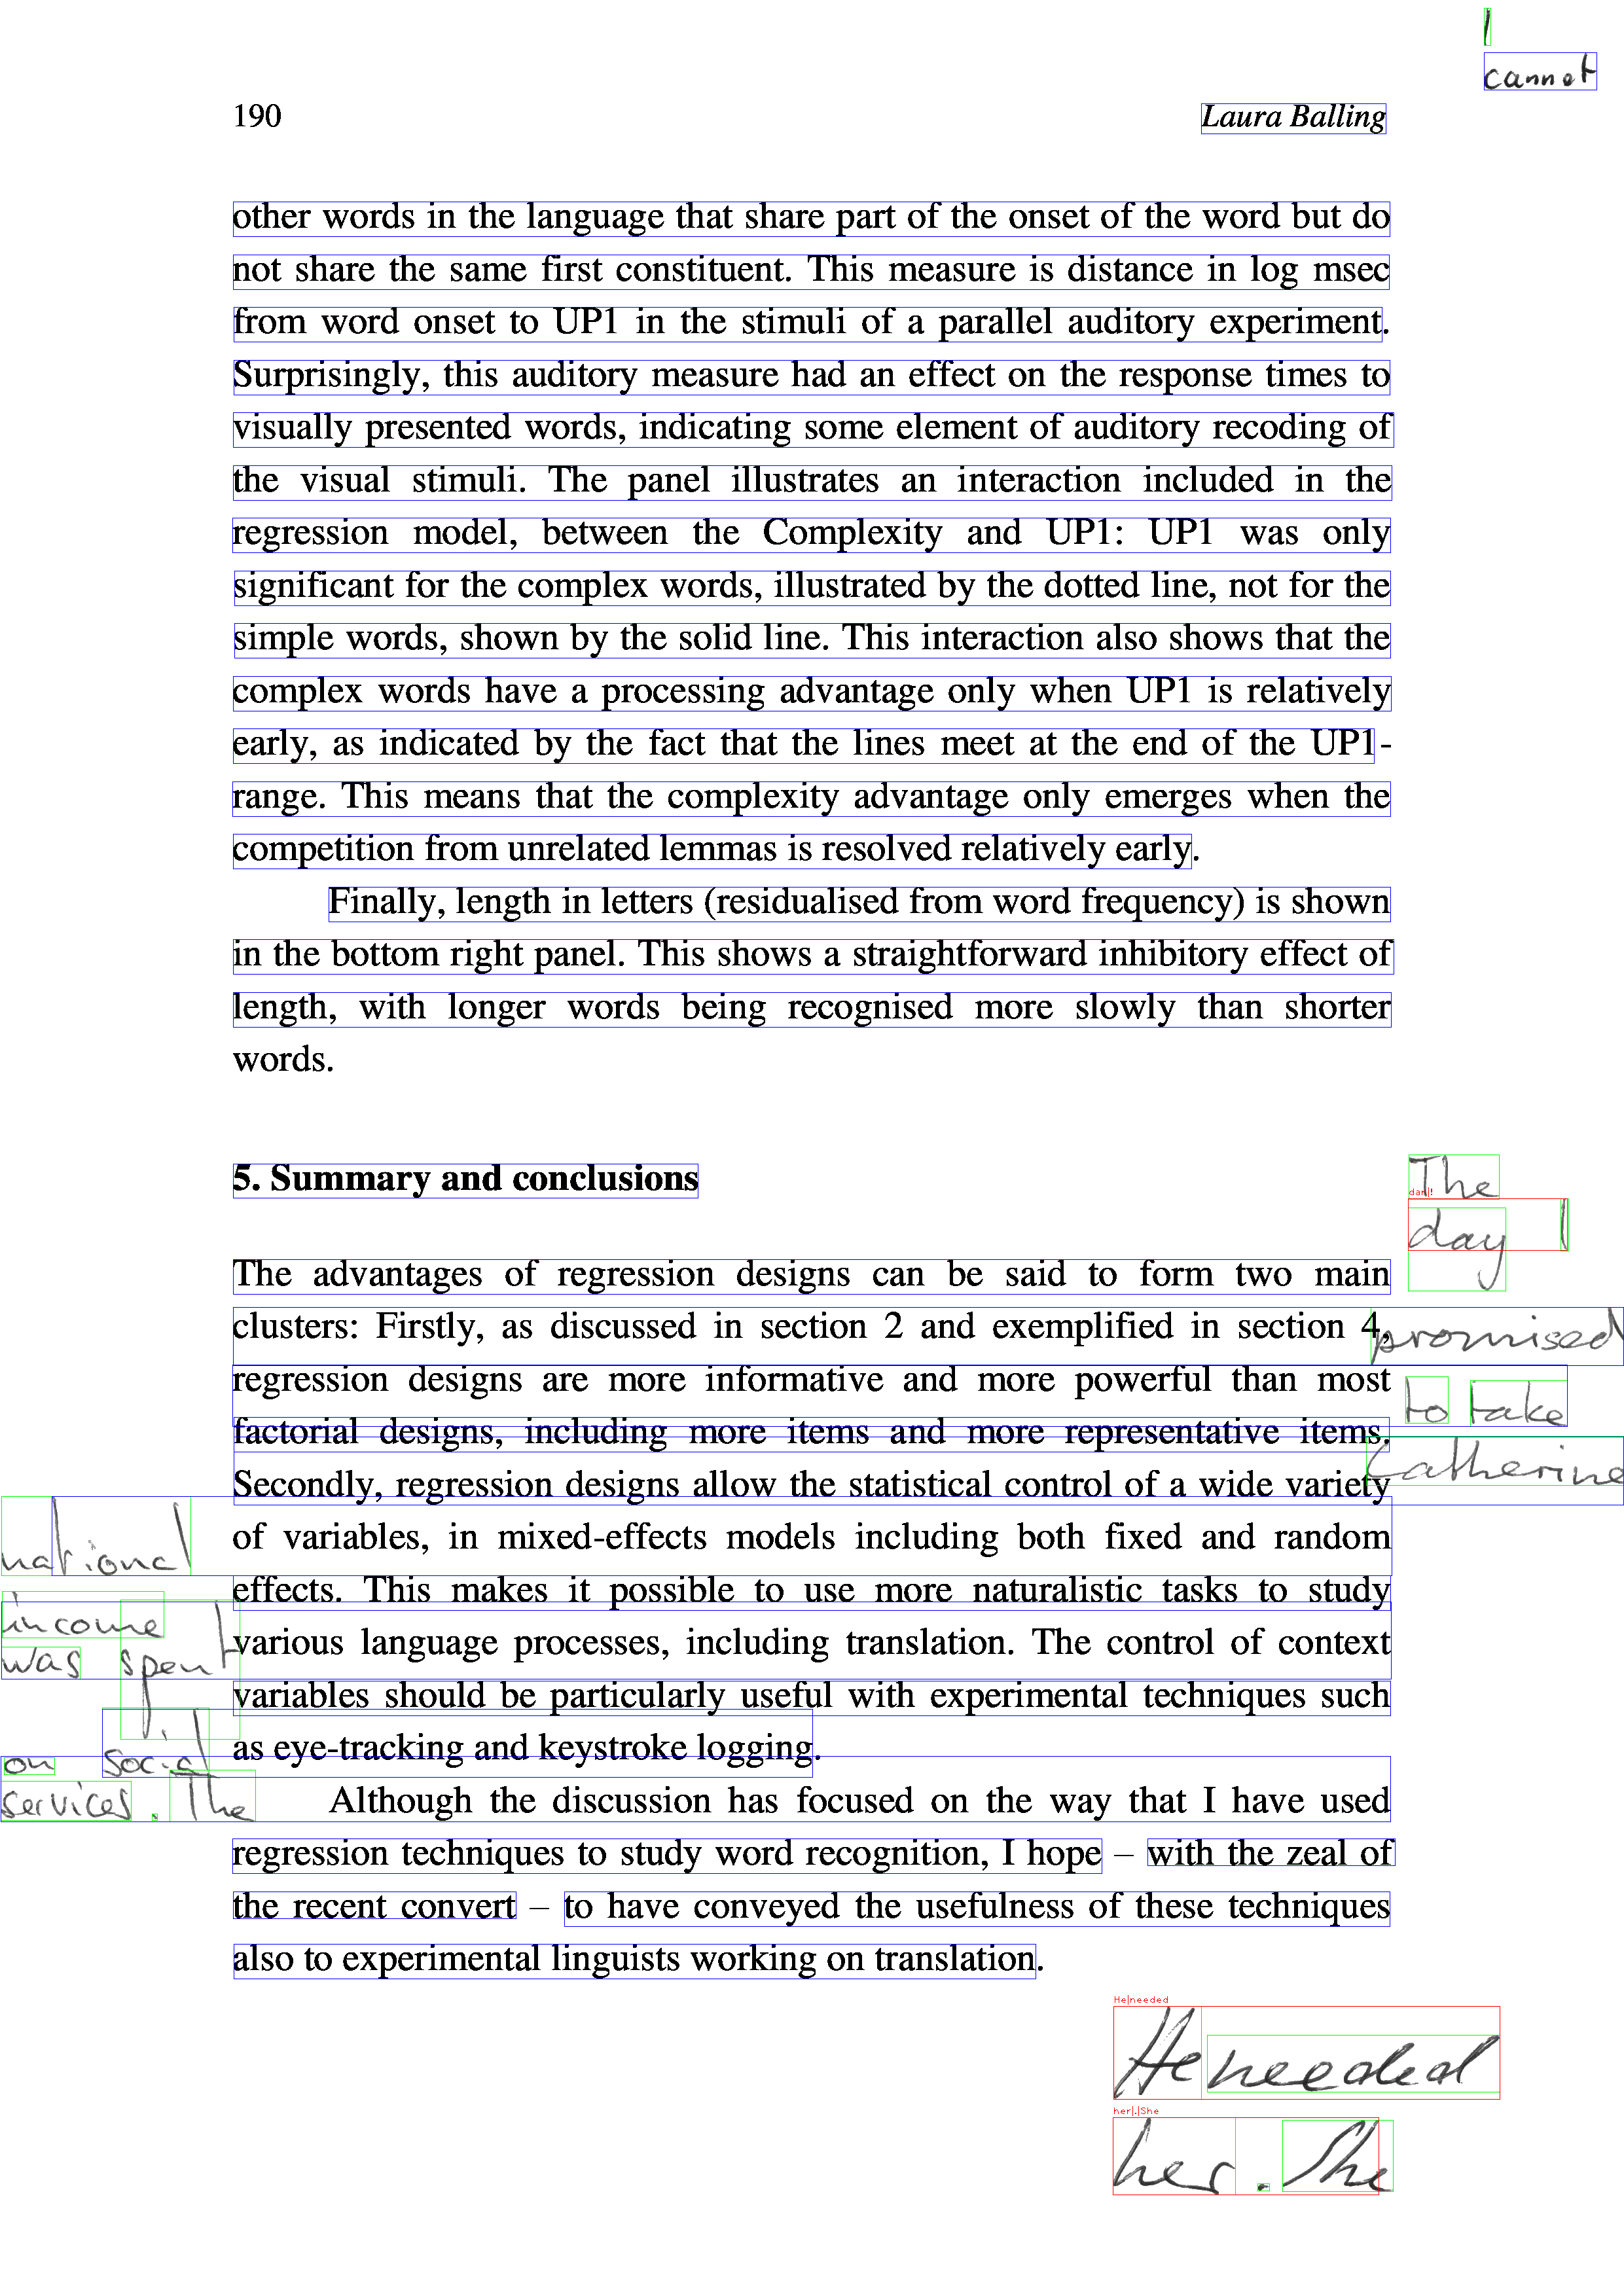 I
cannot
190 Laura Balling
other words in the language that share part of the onset of the word but do
not share the same first constituent. This measure is distance in log msec
from word onset to UP1 in the stimuli of a parallel auditory experiment.
Surprisingly, this auditory measure had an effect on the response times to
visually presented words, indicating some element of auditory recoding of
the visual stimuli. The panel illustrates an interaction included in the
regression model, between the Complexity and UP1: UP1 was only
significant for the complex words, illustrated by the dotted line, not for the
simple words, shown by the solid line. This interaction also shows that the
complex words have a processing advantage only when UP1 is relatively
early, as indicated by the fact that the lines meet at the end of the UP1-
range. This means that the complexity advantage only emerges when the
competition from unrelated lemmas is resolved relatively early.
Finally, length in letters (residualised from word frequency) is shown
in the bottom right panel. This shows a straightforward inhibitory effect of
length, with longer words being recognised more slowly than shorter
words.
5. Summary and conclusions
The advantages of regression designs can be said to form two main
clusters: Firstly, as discussed in section 2 and exemplified in section 4,
regression designs are more informative and more powerful than most
factorial designs, including more items and more representative items.
Secondly, regression designs allow the statistical control of a wide variety
of variables, in mixed-effects models including both fixed and random
effects. This makes it possible to use more naturalistic tasks to study
various language processes, including translation. The control of context
variables should be particularly useful with experimental techniques such
as eye-tracking and keystroke logging.
Although the discussion has focused on the way that I have used
regression techniques to study word recognition, I hope – with the zeal of
the recent convert – to have conveyed the usefulness of these techniques
also to experimental linguists working on translation.
The
dar|!
day I
promised
to take
Catherine
national
income
was spent
on social
services . The
He|needed
He needed
her|.|She
her . She